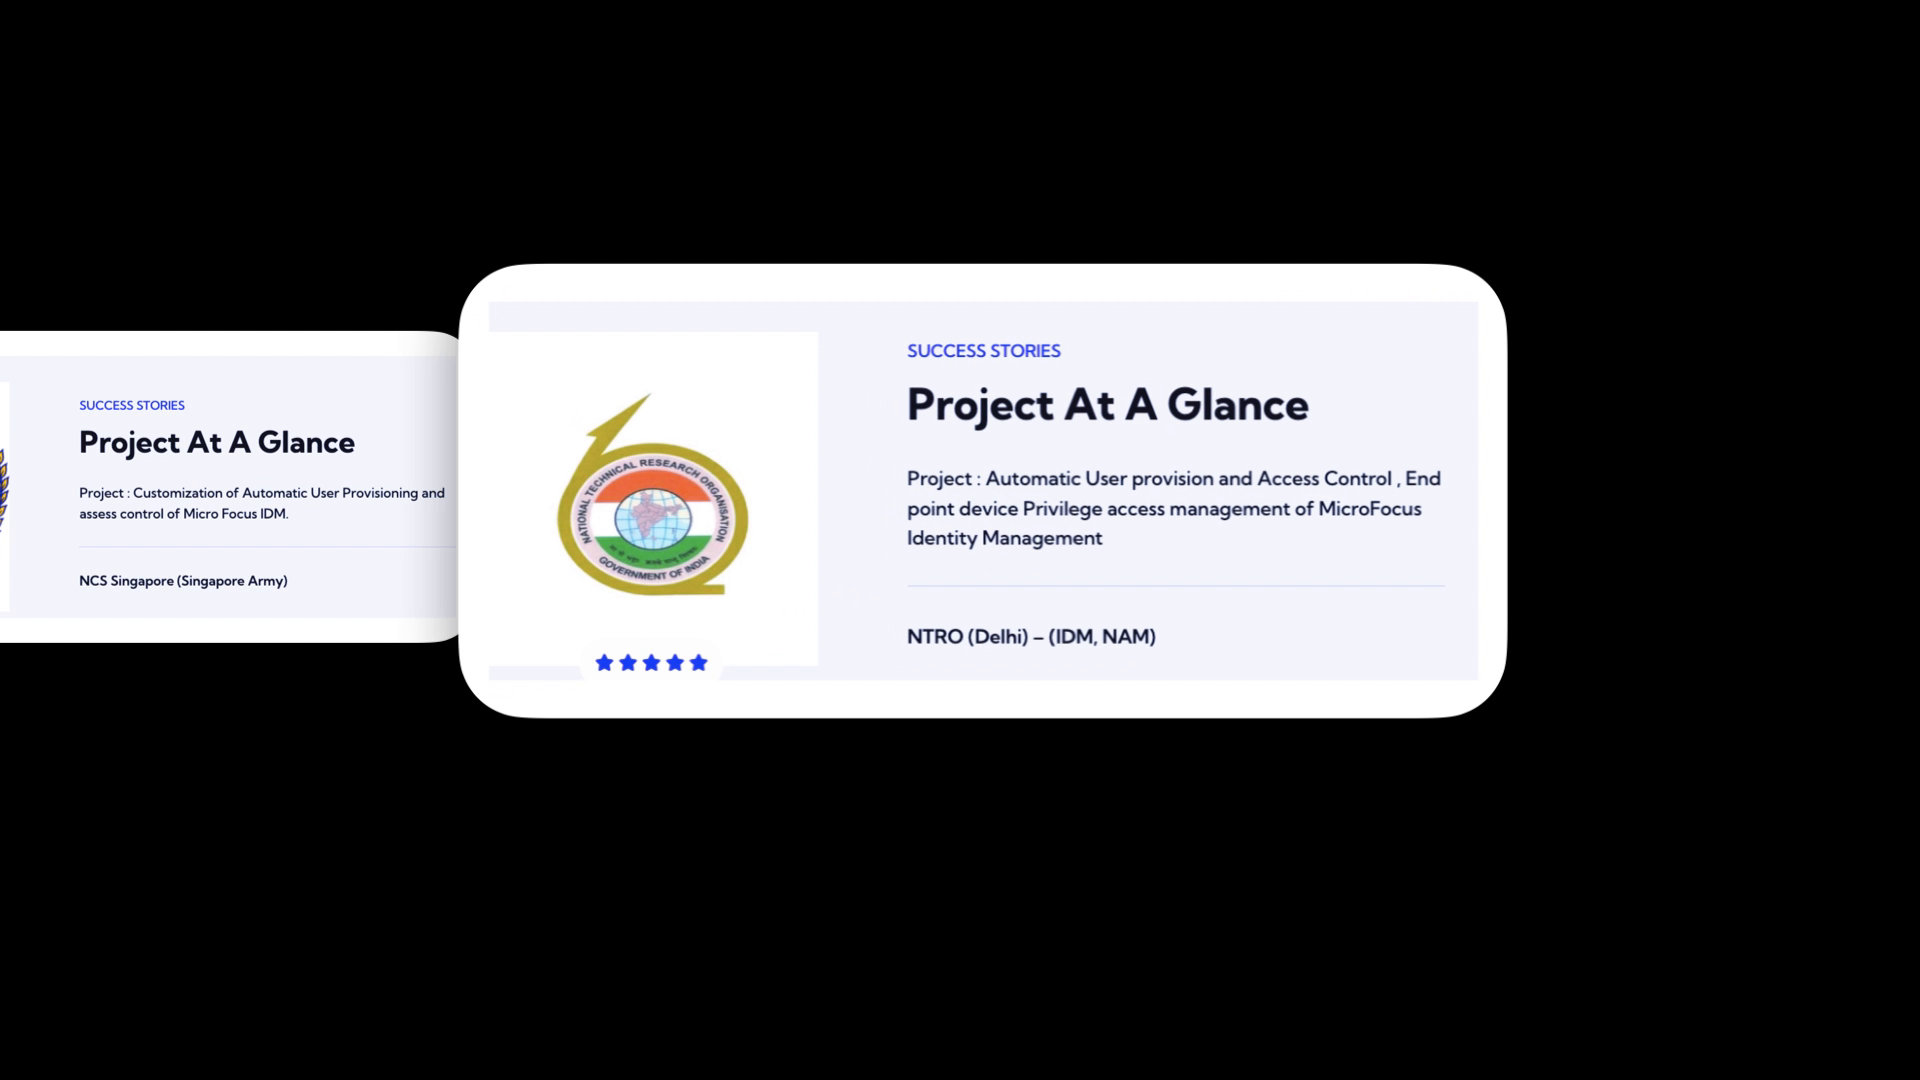 SUCCESS STORIES
Project At A Glance
Project : Customization of Automatic User Provisioning and
assess control of Micro Focus IDM.
NCS Singapore (Singapore Army)
SUCCESS STORIES
Project At A Glance
Project : Automatic User provision and Access Control , End
point device Privilege access management of MicroFocus
Identity Management
NTRO (Delhi) – (IDM, NAM)
NATIONAL TECHNICAL RESEARCH ORGANISATION
GOVERNMENT OF INDIA